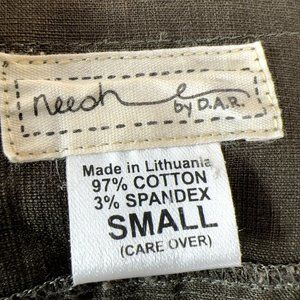 neesh
by D.A.R.
Made in Lithuania
97% COTTON
3% SPANDEX
SMALL
(CARE OVER)